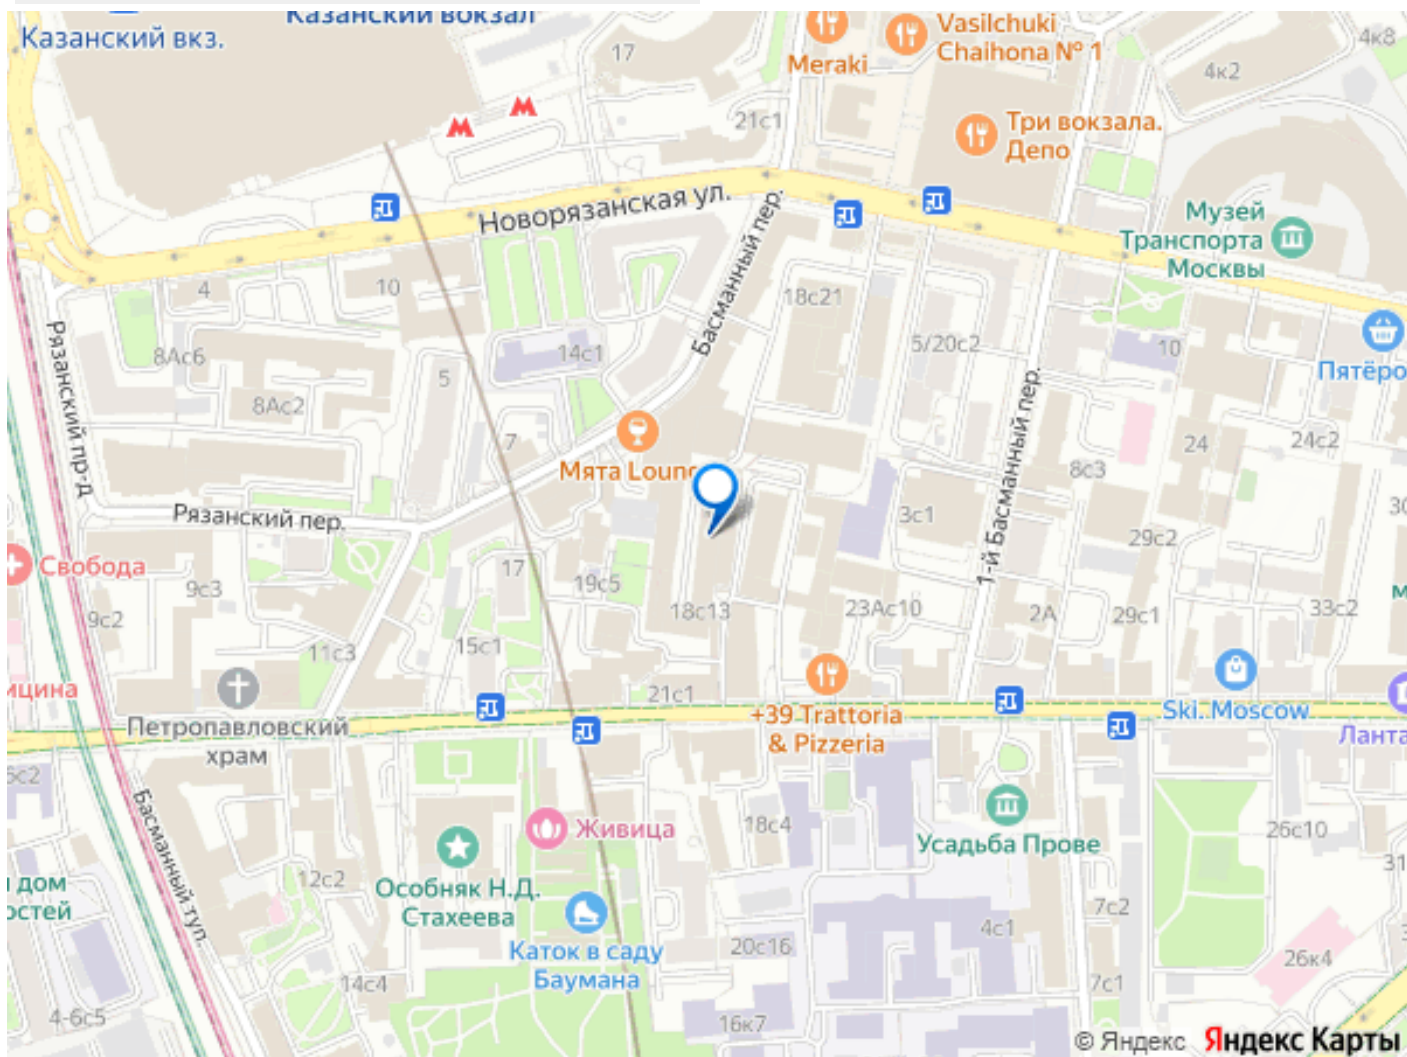 Казанский вокзал
Казанский вкз.
Vasilchuki
Chaihona № 1
Meraki
17
4к2
4к8
21с1
Три вокзала.
Депо
Новорязанская ул.
Басманный пер.
Музей
Транспорта
Москвы
4
10
18с21
8Ас6
14с1
5/20с2
10
Пятёро
Рязанский пр-д
5
8Ас2
7
Мята Loung
1-й Басманный пер.
8с3
24
24с2
Рязанский пер.
3с1
29с2
30
Свобода
9с3
17
19с5
18с13
23Ас10
2А
29с1
33с2
9с2
11с3
15с1
21с1
ицина
Петропавловский
храм
+39 Trattoria
& Pizzeria
Ski. Moscow
Ланта
Басманный туп.
Живица
18с4
Усадьба Прове
26с10
31
дом
остей
12с2
Особняк Н.Д.
Стахеева
Каток в саду
Баумана
20с16
4с1
7с2
26к4
14с4
7с1
4-6с5
16к7
© Яндекс Яндекс Карты